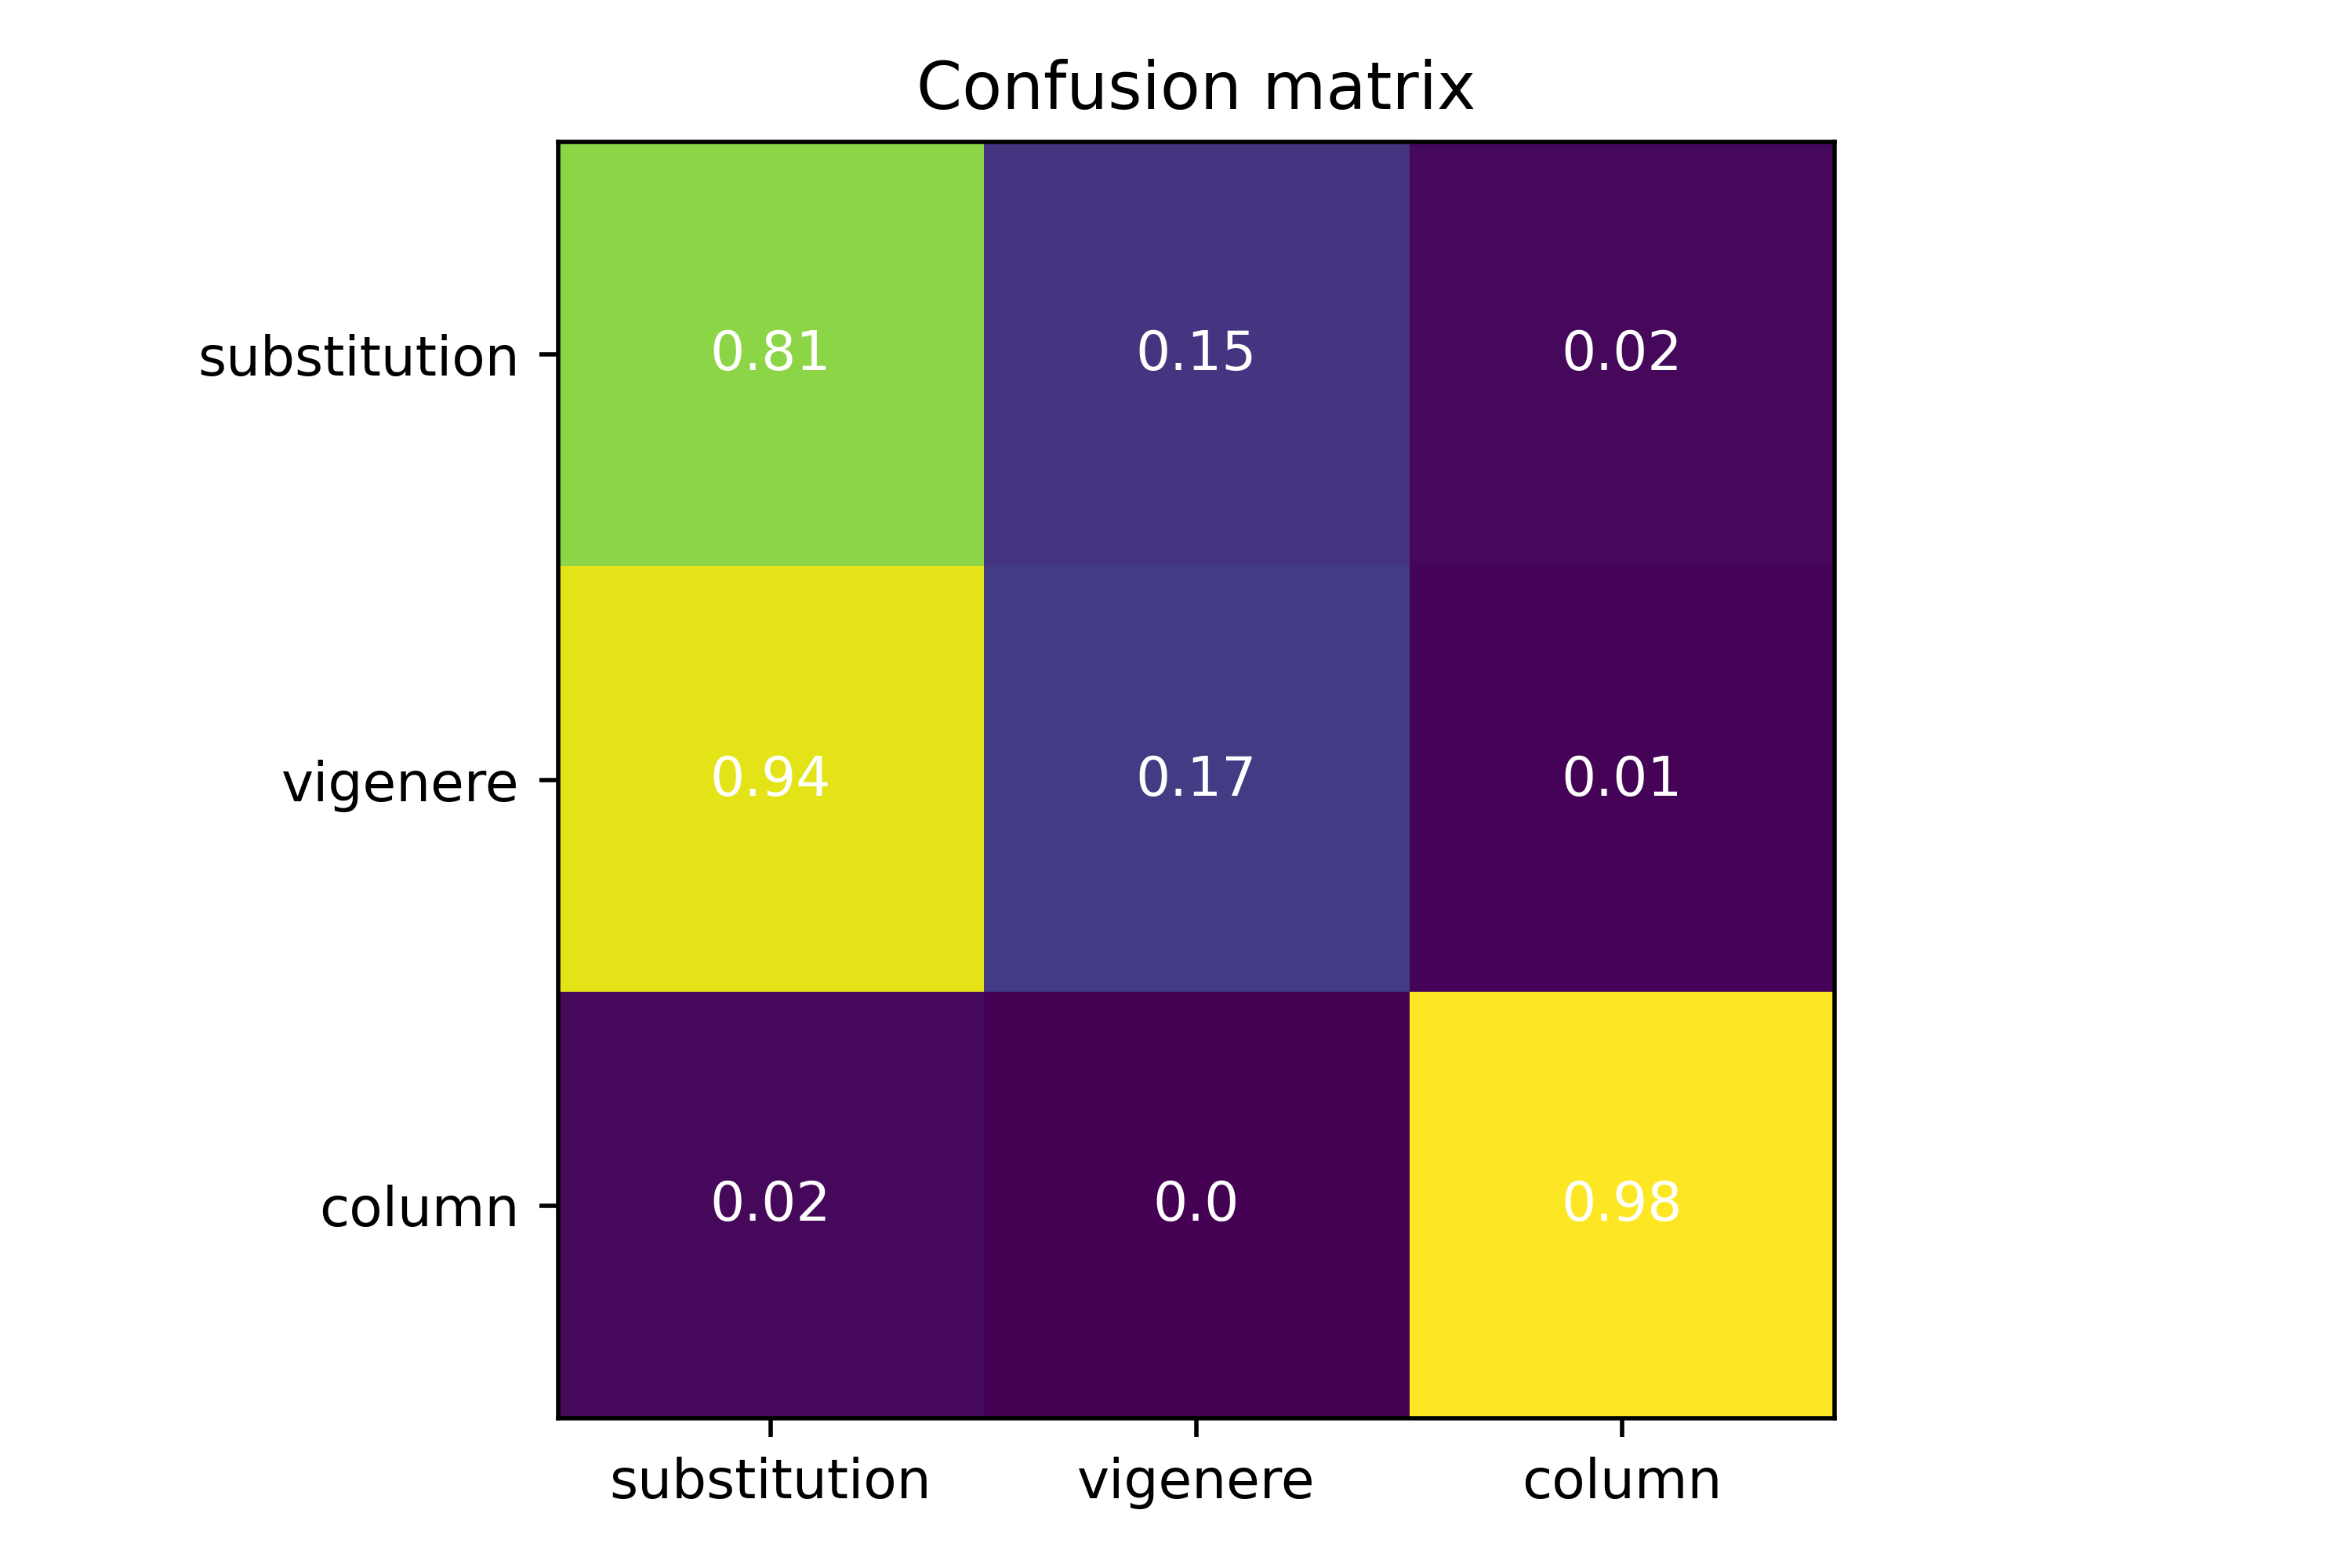 Confusion matrix
substitution 0.81 0.15 0.02
vigenere 0.94 0.17 0.01
column 0.02 0.0 0.98
substitution vigenere column